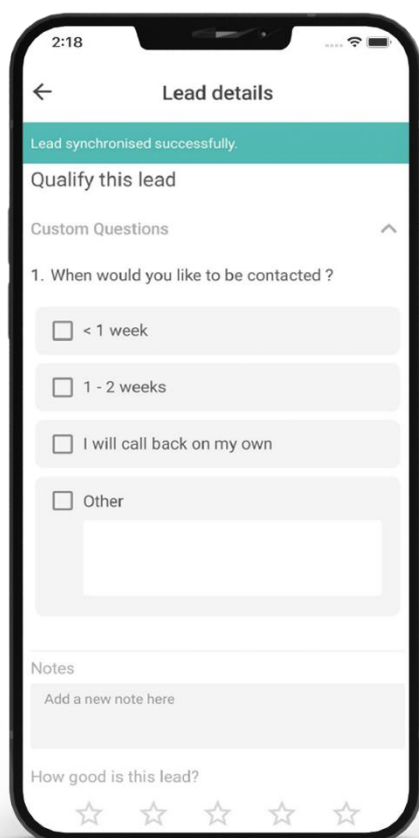 2:18
Lead details
Lead synchronised successfully.
Qualify this lead
Custom Questions
1. When would you like to be contacted ?
< 1 week
1 - 2 weeks
I will call back on my own
Other
Notes
Add a new note here
How good is this lead?